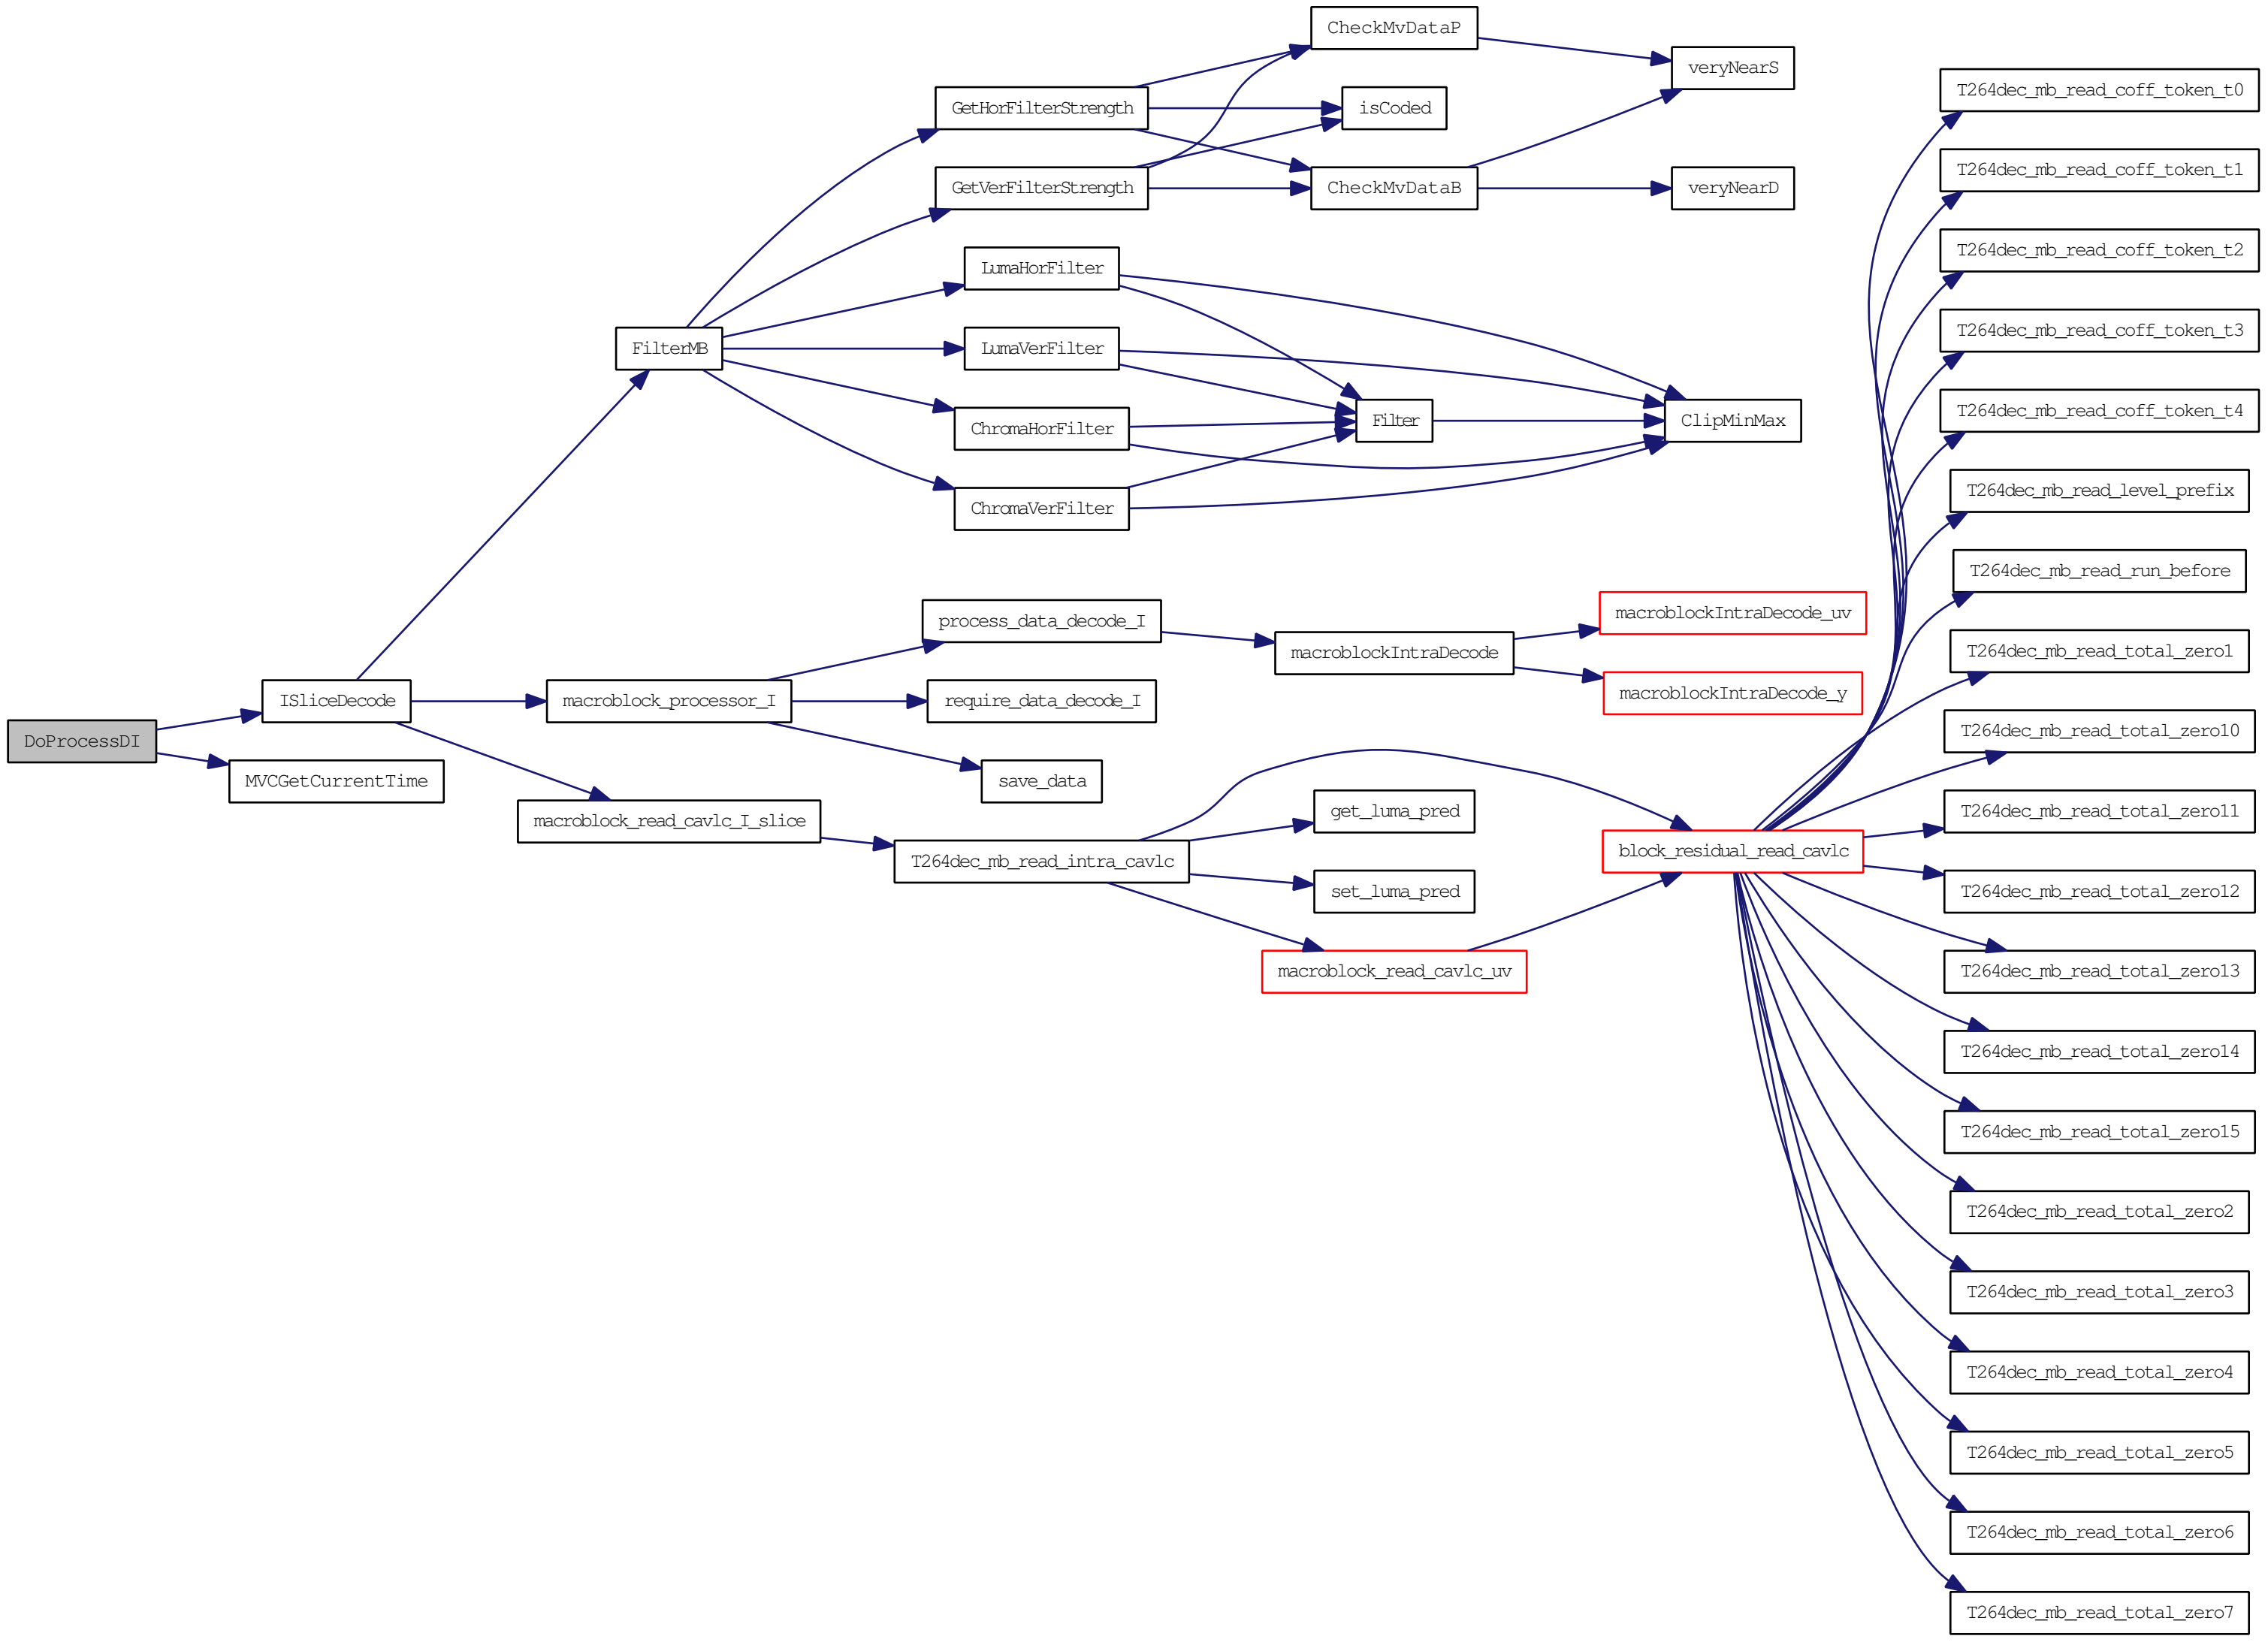 DoProcessDI
ISliceDecode
MVCGetCurrentTime
FilterMB
macroblock_processor_I
macroblock_read_cavlc_I_slice
GetHorFilterStrength
GetVerFilterStrength
LumaHorFilter
LumaVerFilter
ChromaHorFilter
ChromaVerFilter
process_data_decode_I
require_data_decode_I
save_data
T264dec_mb_read_intra_cavlc
CheckMvDataP
isCoded
CheckMvDataB
Filter
macroblockIntraDecode
get_luma_pred
set_luma_pred
macroblock_read_cavlc_uv
veryNearS
veryNearD
ClipMinMax
macroblockIntraDecode_uv
macroblockIntraDecode_y
block_residual_read_cavlc
T264dec_mb_read_coff_token_t0
T264dec_mb_read_coff_token_t1
T264dec_mb_read_coff_token_t2
T264dec_mb_read_coff_token_t3
T264dec_mb_read_coff_token_t4
T264dec_mb_read_level_prefix
T264dec_mb_read_run_before
T264dec_mb_read_total_zero1
T264dec_mb_read_total_zero10
T264dec_mb_read_total_zero11
T264dec_mb_read_total_zero12
T264dec_mb_read_total_zero13
T264dec_mb_read_total_zero14
T264dec_mb_read_total_zero15
T264dec_mb_read_total_zero2
T264dec_mb_read_total_zero3
T264dec_mb_read_total_zero4
T264dec_mb_read_total_zero5
T264dec_mb_read_total_zero6
T264dec_mb_read_total_zero7